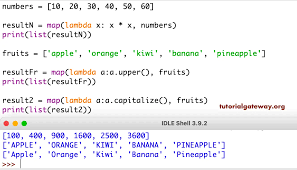 numbers = [10, 20, 30, 40, 50, 60]
resultN = map(lambda x: x * x, numbers)
print(list(resultN))
fruits = ['apple', 'orange', 'kiwi', 'banana', 'pineapple']
resultFr = map(lambda a:a.upper(), fruits)
print(list(resultFr))
result2 = map(lambda a:a.capitalize(), fruits)
print(list(result2))
tutorialgateway.org
IDLE Shell 3.9.2
[100, 400, 900, 1600, 2500, 3600]
['APPLE', 'ORANGE', 'KIWI', 'BANANA', 'PINEAPPLE']
['Apple', 'Orange', 'Kiwi', 'Banana', 'Pineapple']
>>>